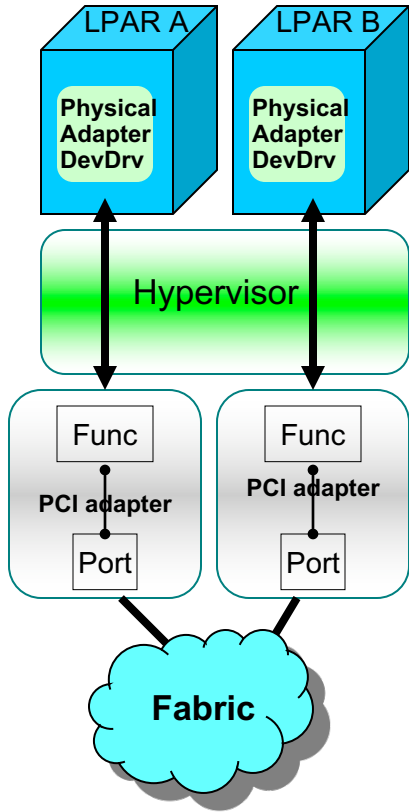 LPAR A
LPAR B
Physical
Adapter
DevDrv
Physical
Adapter
DevDrv
Hypervisor
Func
PCI adapter
Port
Func
PCI adapter
Port
Fabric